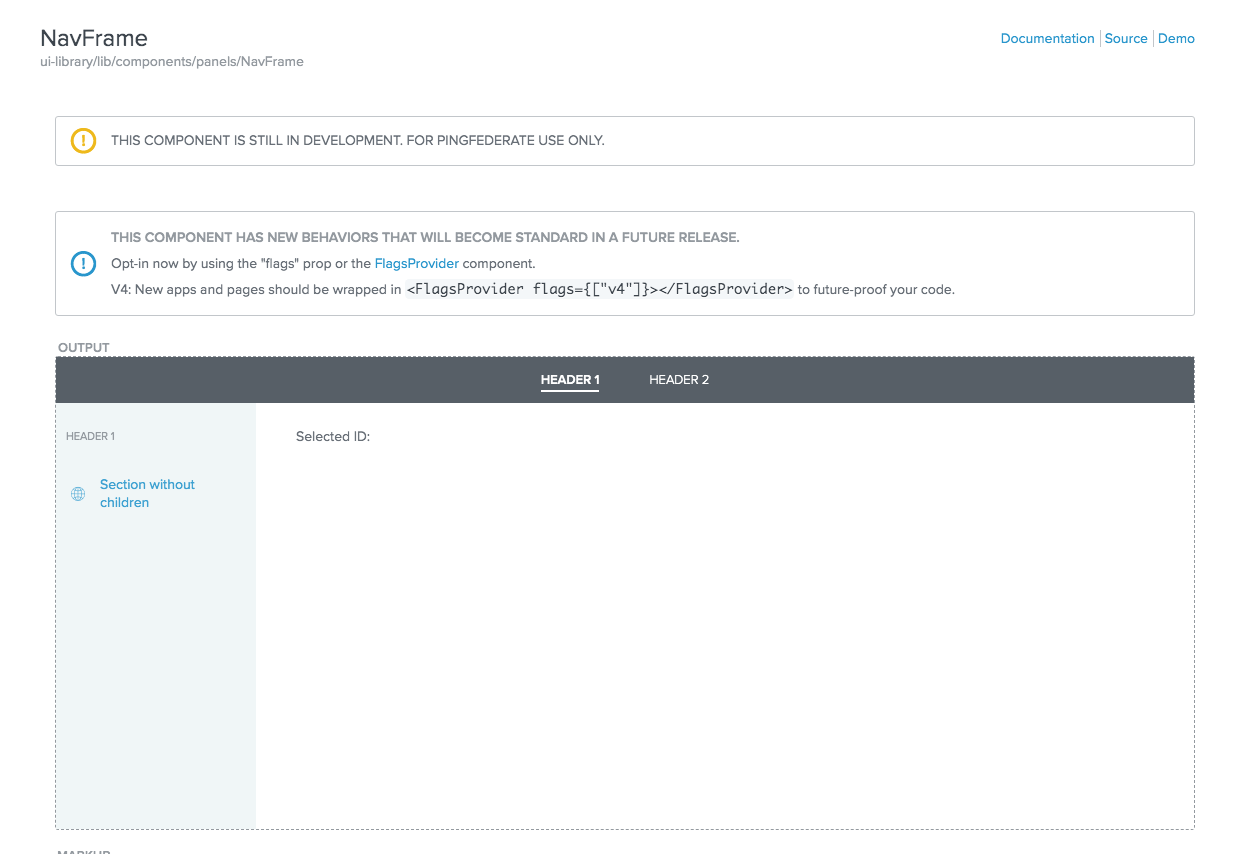 NavFrame
Documentation Source Demo
ui-library/lib/components/panels/NavFrame
THIS COMPONENT IS STILL IN DEVELOPMENT. FOR PINGFEDERATE USE ONLY.
THIS COMPONENT HAS NEW BEHAVIORS THAT WILL BECOME STANDARD IN A FUTURE RELEASE.
Opt-in now by using the "flags" prop or the FlagsProvider component.
V4: New apps and pages should be wrapped in <FlagsProvider flags={["v4"]}></FlagsProvider> to future-proof your code.
OUTPUT
HEADER 1 HEADER 2
HEADER 1
Selected ID:
Section without
children
MARKUP